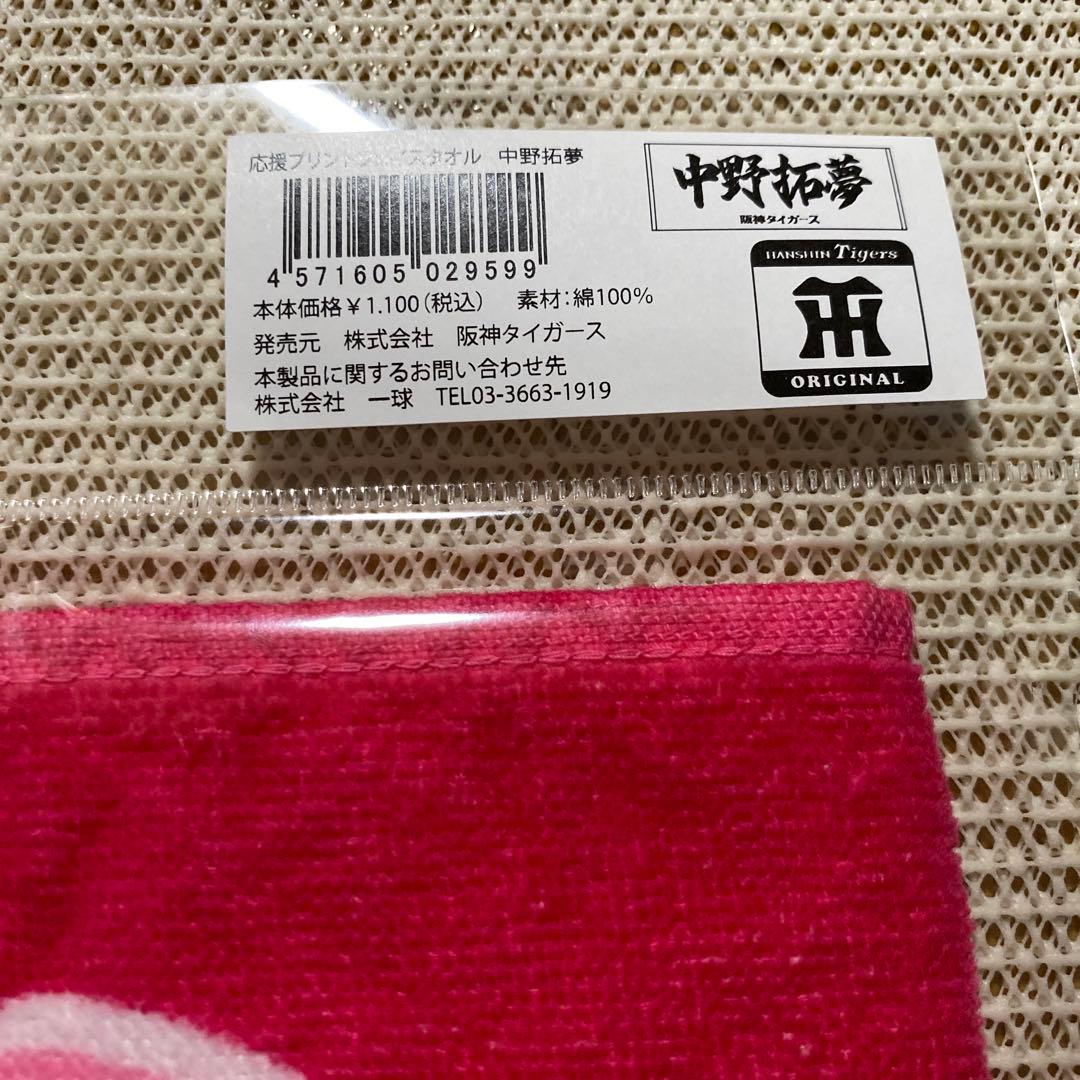 応援プリントフェイスタオル　中野拓夢
4 571605 029599
本体価格￥1,100(税込)　素材：綿100％
発売元　株式会社　阪神タイガース
本製品に関するお問い合わせ先
株式会社　一球　TEL03-3663-1919
中野拓夢
阪神タイガース
HANSHIN Tigers
ORIGINAL